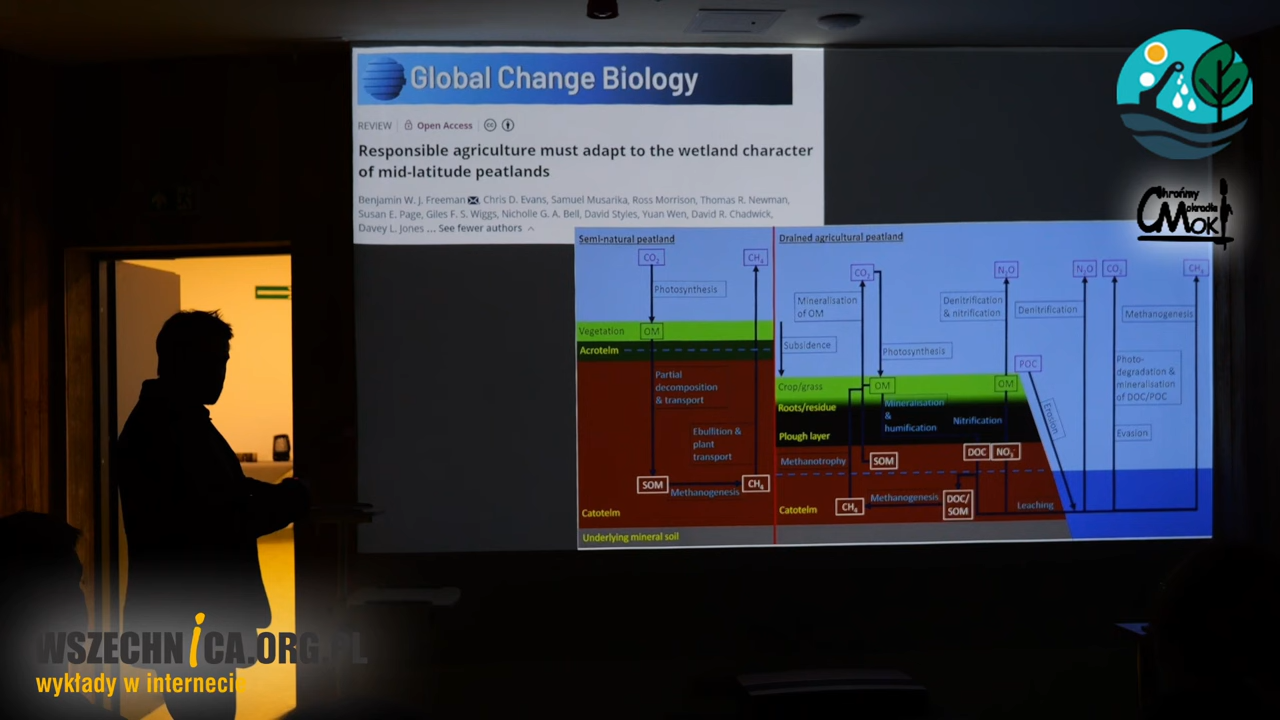 Global Change Biology
REVIEW Open Access
Responsible agriculture must adapt to the wetland character
of mid-latitude peatlands
Benjamin W. J. Freeman, Chris D. Evans, Samuel Musarika, Ross Morrison, Thomas R. Newman,
Susan E. Page, Giles F. S. Wiggs, Nicholle G. A. Bell, David Styles, Yuan Wen, David R. Chadwick,
Davey L. Jones ... See fewer authors
Semi-natural peatland
CO₂
CH₄
Photosynthesis
Vegetation
OM
Acrotelm
Partial
decomposition
& transport
Ebullition &
plant
transport
SOM
Methanogenesis
CH₄
Catotelm
Underlying mineral soil
Drained agricultural peatland
CO₂
N₂O
N₂O
CO₂
CH₄
Mineralisation
of OM
Denitrification
& nitrification
Denitrification
Methanogenesis
Subsidence
Photosynthesis
POC
Photo-
degradation &
mineralisation
of DOC/POC
Crop/grass
OM
OM
Roots/residue
Mineralisation
&
humification
Nitrification
Erosion
Evasion
Plough layer
Methanotrophy
SOM
DOC
NO₃⁻
Catotelm
CH₄
Methanogenesis
DOC/
SOM
Leaching
Chrońmy
Mokradła
CMOK
WSZECHNICA.ORG.PL
wykłady w internecie